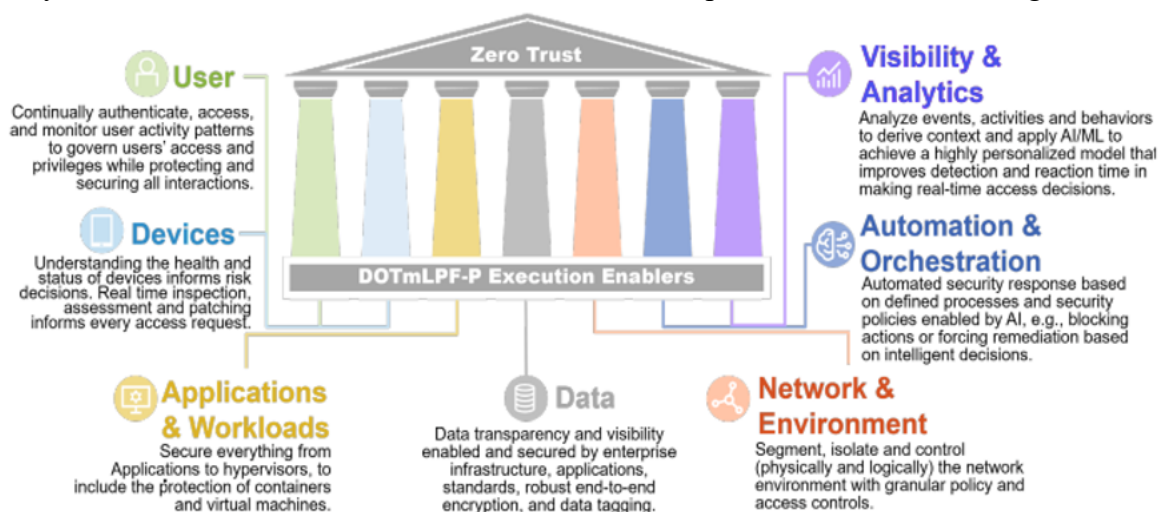 Zero Trust
DOTmLPF-P Execution Enablers
User
Continually authenticate, access,
and monitor user activity patterns
to govern users' access and
privileges while protecting and
securing all interactions.
Devices
Understanding the health and
status of devices informs risk
decisions. Real time inspection,
assessment and patching
informs every access request.
Applications
& Workloads
Secure everything from
Applications to hypervisors, to
include the protection of containers
and virtual machines.
Data
Data transparency and visibility
enabled and secured by enterprise
infrastructure, applications,
standards, robust end-to-end
encryption, and data tagging.
Network &
Environment
Segment, isolate and control
(physically and logically) the network
environment with granular policy and
access controls.
Automation &
Orchestration
Automated security response based
on defined processes and security
policies enabled by AI, e.g., blocking
actions or forcing remediation based
on intelligent decisions.
Visibility &
Analytics
Analyze events, activities and behaviors
to derive context and apply AI/ML to
achieve a highly personalized model that
improves detection and reaction time in
making real-time access decisions.